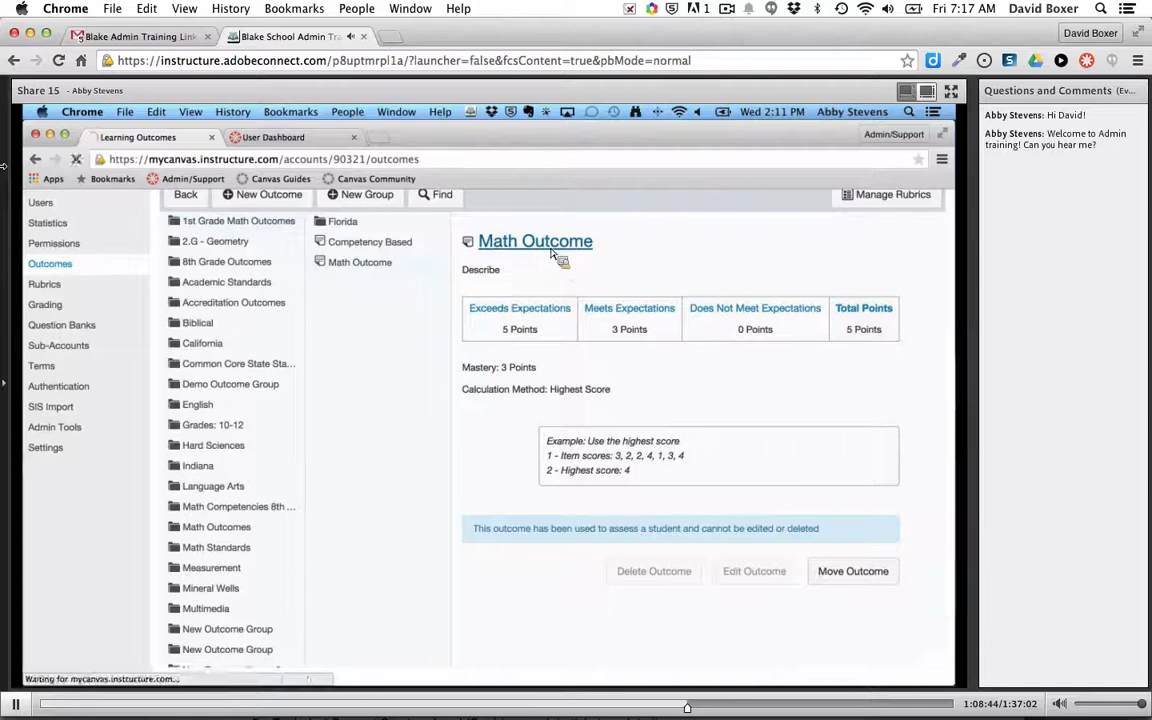 Chrome File Edit View History Bookmarks People Window Help 1 Fri 7:17 AM David Boxer
Blake Admin Training Link
Blake School Admin Tra
David Boxer
https://instructure.adobeconnect.com/p8uptmrpl1a/?launcher=false&fcsContent=true&pbMode=normal
Share 15 - Abby Stevens
Questions and Comments (Ev...
Chrome File Edit View History Bookmarks People Window Help Wed 2:11 PM Abby Stevens
Abby Stevens: Hi David!
Abby Stevens: Welcome to Admin
training! Can you hear me?
Learning Outcomes
User Dashboard
Admin/Support
https://mycanvas.instructure.com/accounts/90321/outcomes
Apps Bookmarks Admin/Support Canvas Guides Canvas Community
Back New Outcome New Group Find Manage Rubrics
Users
Statistics
Permissions
Outcomes
Rubrics
Grading
Question Banks
Sub-Accounts
Terms
Authentication
SIS Import
Admin Tools
Settings
1st Grade Math Outcomes
2.G - Geometry
8th Grade Outcomes
Academic Standards
Accreditation Outcomes
Biblical
California
Common Core State Sta...
Demo Outcome Group
English
Grades: 10-12
Hard Sciences
Indiana
Language Arts
Math Competencies 8th ...
Math Outcomes
Math Standards
Measurement
Mineral Wells
Multimedia
New Outcome Group
New Outcome Group
Florida
Competency Based
Math Outcome
Math Outcome
Describe
Exceeds Expectations Meets Expectations Does Not Meet Expectations Total Points
5 Points 3 Points 0 Points 5 Points
Mastery: 3 Points
Calculation Method: Highest Score
Example: Use the highest score
1 - Item scores: 3, 2, 2, 4, 1, 3, 4
2 - Highest score: 4
This outcome has been used to assess a student and cannot be edited or deleted
Delete Outcome Edit Outcome Move Outcome
Waiting for mycanvas.instructure.com...
1:08:44/1:37:02